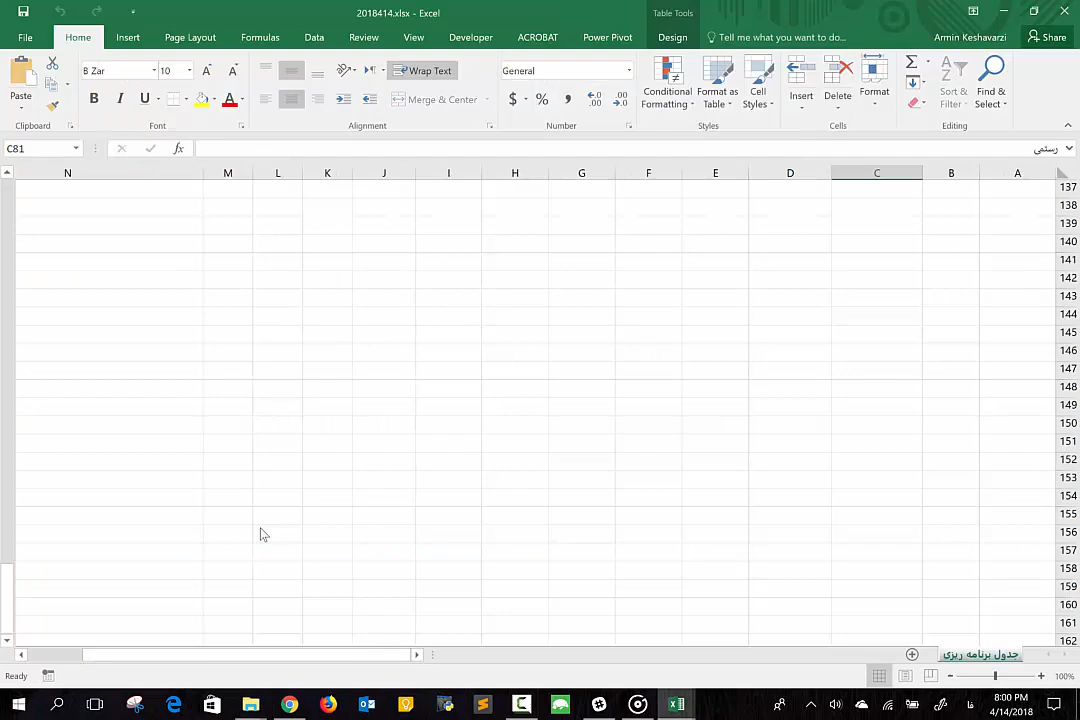 2018414.xlsx - Excel
Table Tools
File
Home
Insert
Page Layout
Formulas
Data
Review
View
Developer
ACROBAT
Power Pivot
Design
Tell me what you want to do...
Armin Keshavarzi
Share
Paste
B Zar
10
Wrap Text
General
Merge & Center
Conditional Formatting
Format as Table
Cell Styles
Insert
Delete
Format
Sort & Filter
Find & Select
Clipboard
Font
Alignment
Number
Styles
Cells
Editing
C81
fx
رستمی
N M L K J I H G F E D C B A
137
138
139
140
141
142
143
144
145
146
147
148
149
150
151
152
153
154
155
156
157
158
159
160
161
162
جدول برنامه ریزی
Ready
100%
8:00 PM
فا
4/14/2018